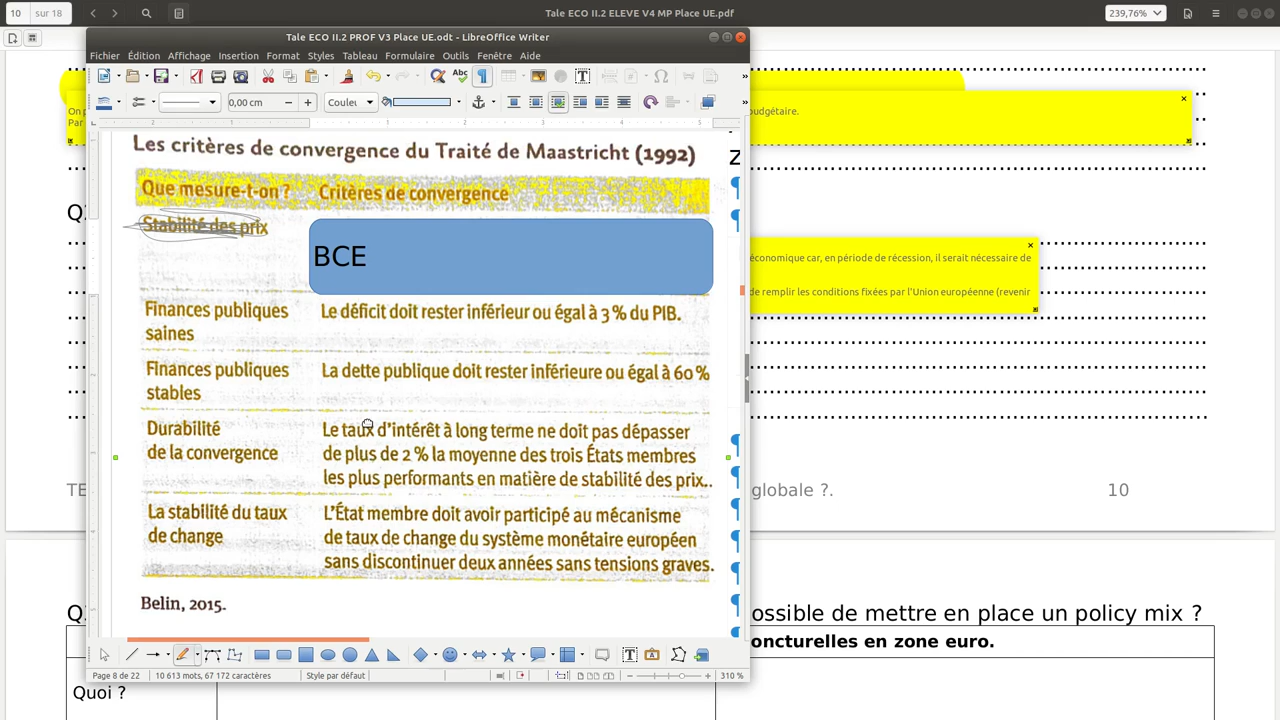 10 sur 18
Tale ECO II.2 ELEVE V4 MP Place UE.pdf
239,76%
Tale ECO II.2 PROF V3 Place UE.odt - LibreOffice Writer
Fichier Édition Affichage Insertion Format Styles Tableau Formulaire Outils Fenêtre Aide
0,00 cm
Couleu
Les critères de convergence du Traité de Maastricht (1992)
Que mesure-t-on ? Critères de convergence
Stabilité des prix
BCE
Finances publiques saines
Le déficit doit rester inférieur ou égal à 3 % du PIB.
Finances publiques stables
La dette publique doit rester inférieure ou égal à 60 %
Durabilité de la convergence
Le taux d'intérêt à long terme ne doit pas dépasser
de plus de 2 % la moyenne des trois États membres
les plus performants en matière de stabilité des prix..
La stabilité du taux de change
L'État membre doit avoir participé au mécanisme
de taux de change du système monétaire européen
sans discontinuer deux années sans tensions graves.
Belin, 2015.
Page 8 de 22
10 613 mots, 67 172 caractères
Style par défaut
310 %
On p
Par
budgétaire.
économique car, en période de récession, il serait nécessaire de
de remplir les conditions fixées par l'Union européenne (revenir
TE
globale ?.
10
ossible de mettre en place un policy mix ?
oncturelles en zone euro.
Quoi ?